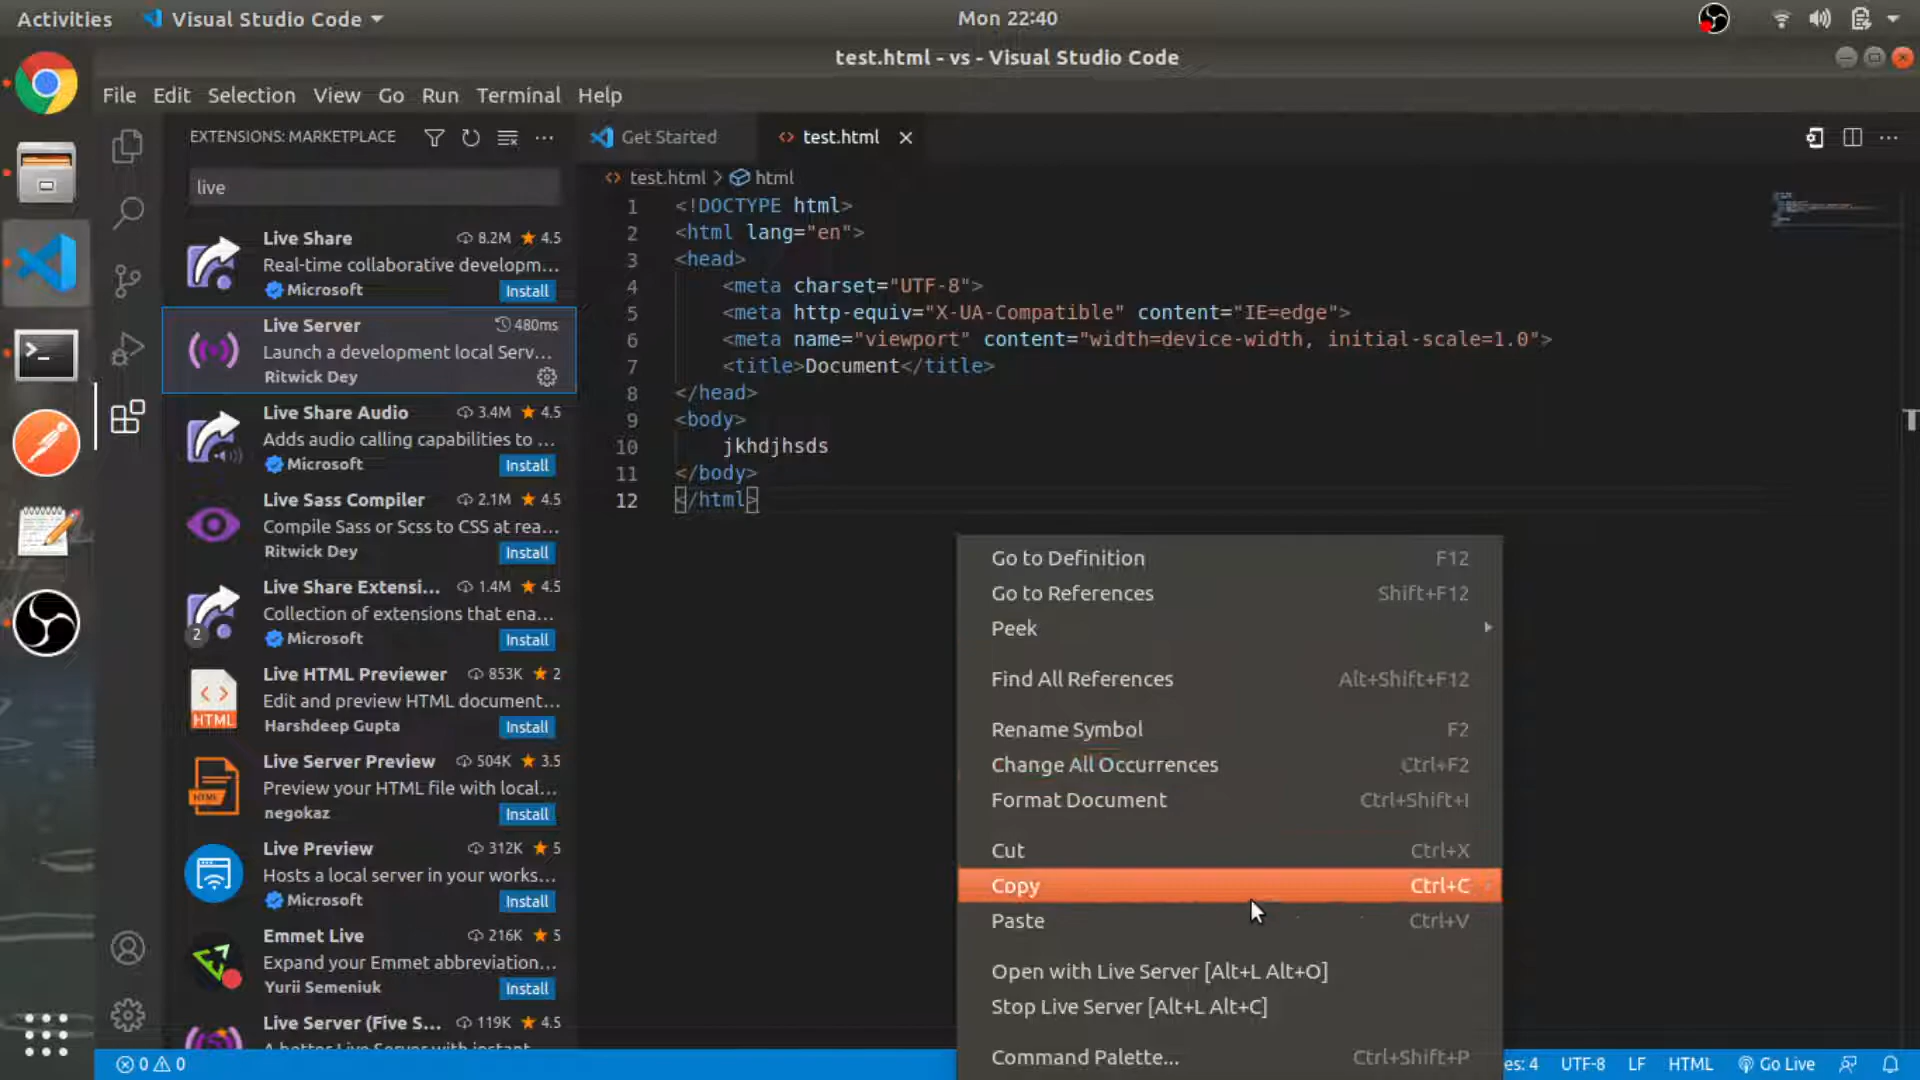 Activities
Visual Studio Code
Mon 22:40
test.html - vs - Visual Studio Code
File Edit Selection View Go Run Terminal Help
EXTENSIONS: MARKETPLACE
live
Live Share 8.2M 4.5
Real-time collaborative developm...
Microsoft Install
Live Server 480ms
Launch a development local Serv...
Ritwick Dey
Live Share Audio 3.4M 4.5
Adds audio calling capabilities to ...
Microsoft Install
Live Sass Compiler 2.1M 4.5
Compile Sass or Scss to CSS at rea...
Ritwick Dey Install
Live Share Extensi... 1.4M 4.5
Collection of extensions that ena...
2 Microsoft Install
Live HTML Previewer 853K 2
Edit and preview HTML document...
HTML Harshdeep Gupta Install
Live Server Preview 504K 3.5
Preview your HTML file with local...
HTML negokaz Install
Live Preview 312K 5
Hosts a local server in your works...
Microsoft Install
Emmet Live 216K 5
Expand your Emmet abbreviation...
Yurii Semeniuk Install
Live Server (Five S... 119K 4.5
A better Live Server with instant
Get Started test.html
test.html > html
1 <!DOCTYPE html>
2 <html lang="en">
3 <head>
4 <meta charset="UTF-8">
5 <meta http-equiv="X-UA-Compatible" content="IE=edge">
6 <meta name="viewport" content="width=device-width, initial-scale=1.0">
7 <title>Document</title>
8 </head>
9 <body>
10 jkhdjhsds
11 </body>
12 </html>
Go to Definition F12
Go to References Shift+F12
Peek
Find All References Alt+Shift+F12
Rename Symbol F2
Change All Occurrences Ctrl+F2
Format Document Ctrl+Shift+I
Cut Ctrl+X
Copy Ctrl+C
Paste Ctrl+V
Open with Live Server [Alt+L Alt+O]
Stop Live Server [Alt+L Alt+C]
Command Palette... Ctrl+Shift+P
0 0
es: 4 UTF-8 LF HTML Go Live